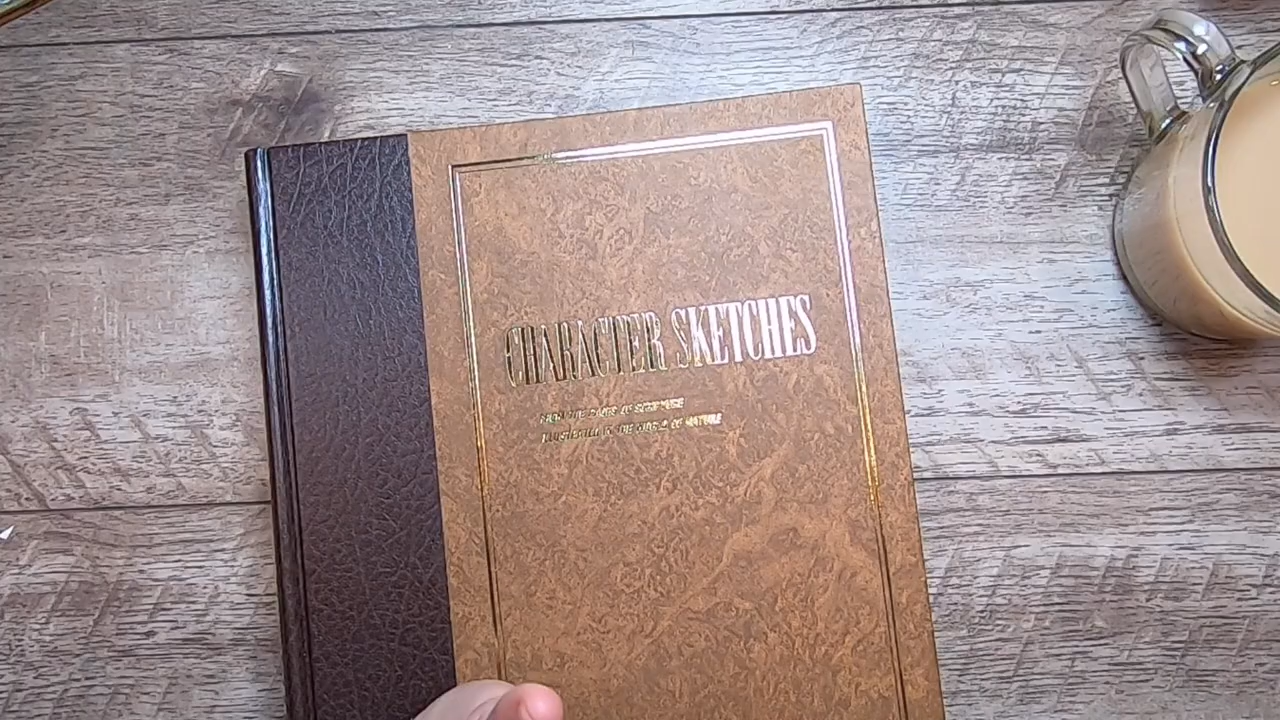 CHARACTER SKETCHES
FROM THE PAGES OF SCRIPTURE
ILLUSTRATED IN THE WORLD OF NATURE